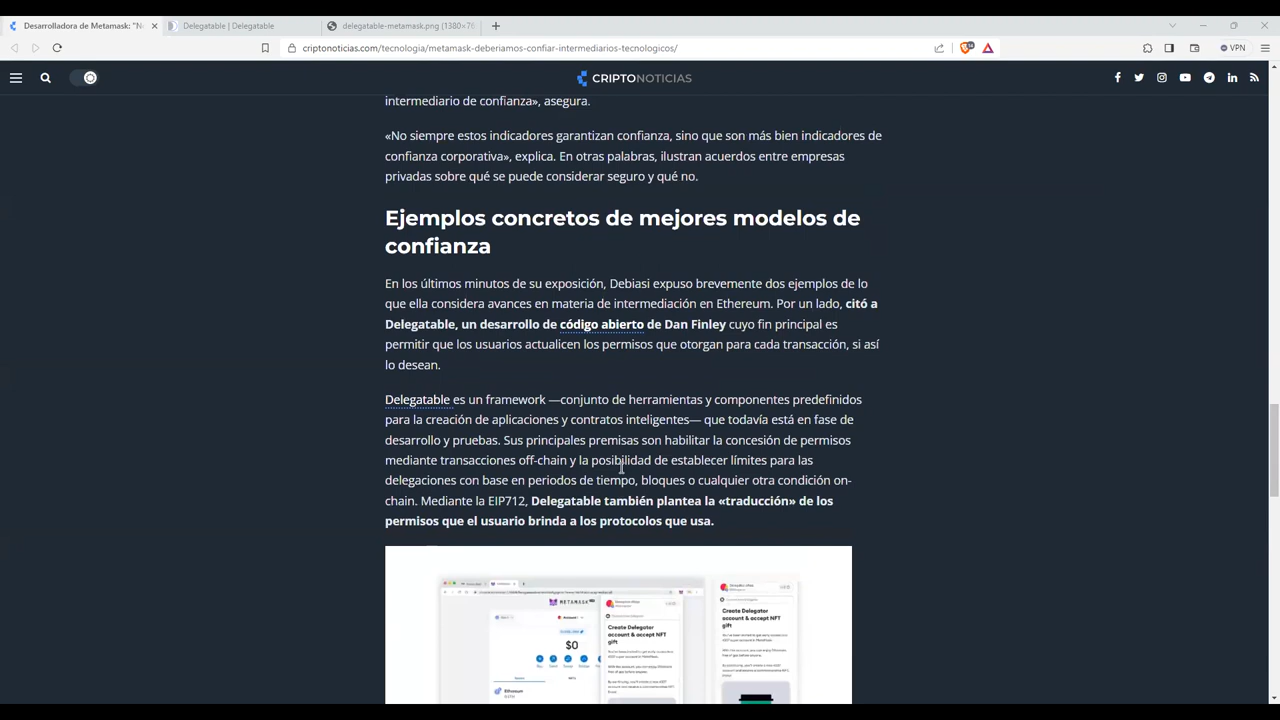 Desarrolladora de Metamask: "No
Delegatable | Delegatable
delegatable-metamask.png (1380×76
criptonoticias.com/tecnologia/metamask-deberiamos-confiar-intermediarios-tecnologicos/
VPN
CRIPTONOTICIAS
intermediario de confianza», asegura.
«No siempre estos indicadores garantizan confianza, sino que son más bien indicadores de
confianza corporativa», explica. En otras palabras, ilustran acuerdos entre empresas
privadas sobre qué se puede considerar seguro y qué no.
Ejemplos concretos de mejores modelos de
confianza
En los últimos minutos de su exposición, Debiasi expuso brevemente dos ejemplos de lo
que ella considera avances en materia de intermediación en Ethereum. Por un lado, citó a
Delegatable, un desarrollo de código abierto de Dan Finley cuyo fin principal es
permitir que los usuarios actualicen los permisos que otorgan para cada transacción, si así
lo desean.
Delegatable es un framework —conjunto de herramientas y componentes predefinidos
para la creación de aplicaciones y contratos inteligentes— que todavía está en fase de
desarrollo y pruebas. Sus principales premisas son habilitar la concesión de permisos
mediante transacciones off-chain y la posibilidad de establecer límites para las
delegaciones con base en periodos de tiempo, bloques o cualquier otra condición on-
chain. Mediante la EIP712, Delegatable también plantea la «traducción» de los
permisos que el usuario brinda a los protocolos que usa.
METAMASK
$0
Ethereum
Create Delegator
account & accept NFT
gift
Create Delegator
account & accept NFT
gift